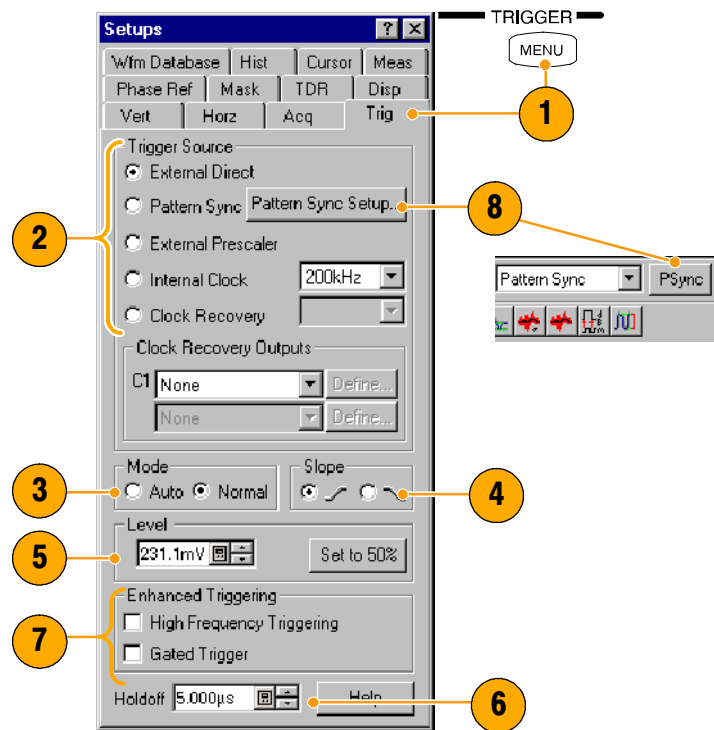 Setups
TRIGGER
MENU
Wfm Database Hist Cursor Meas
Phase Ref Mask TDR Disp
Vert Horz Acq Trig
1
Trigger Source
External Direct
Pattern Sync Pattern Sync Setup...
8
2
External Prescaler
Internal Clock 200kHz
Pattern Sync PSync
Clock Recovery
Clock Recovery Outputs
C1 None Define...
None Define...
Mode
Slope
3
Auto Normal
4
Level
5
231.1mV Set to 50%
Enhanced Triggering
High Frequency Triggering
7
Gated Trigger
Holdoff 5.000µs Help
6